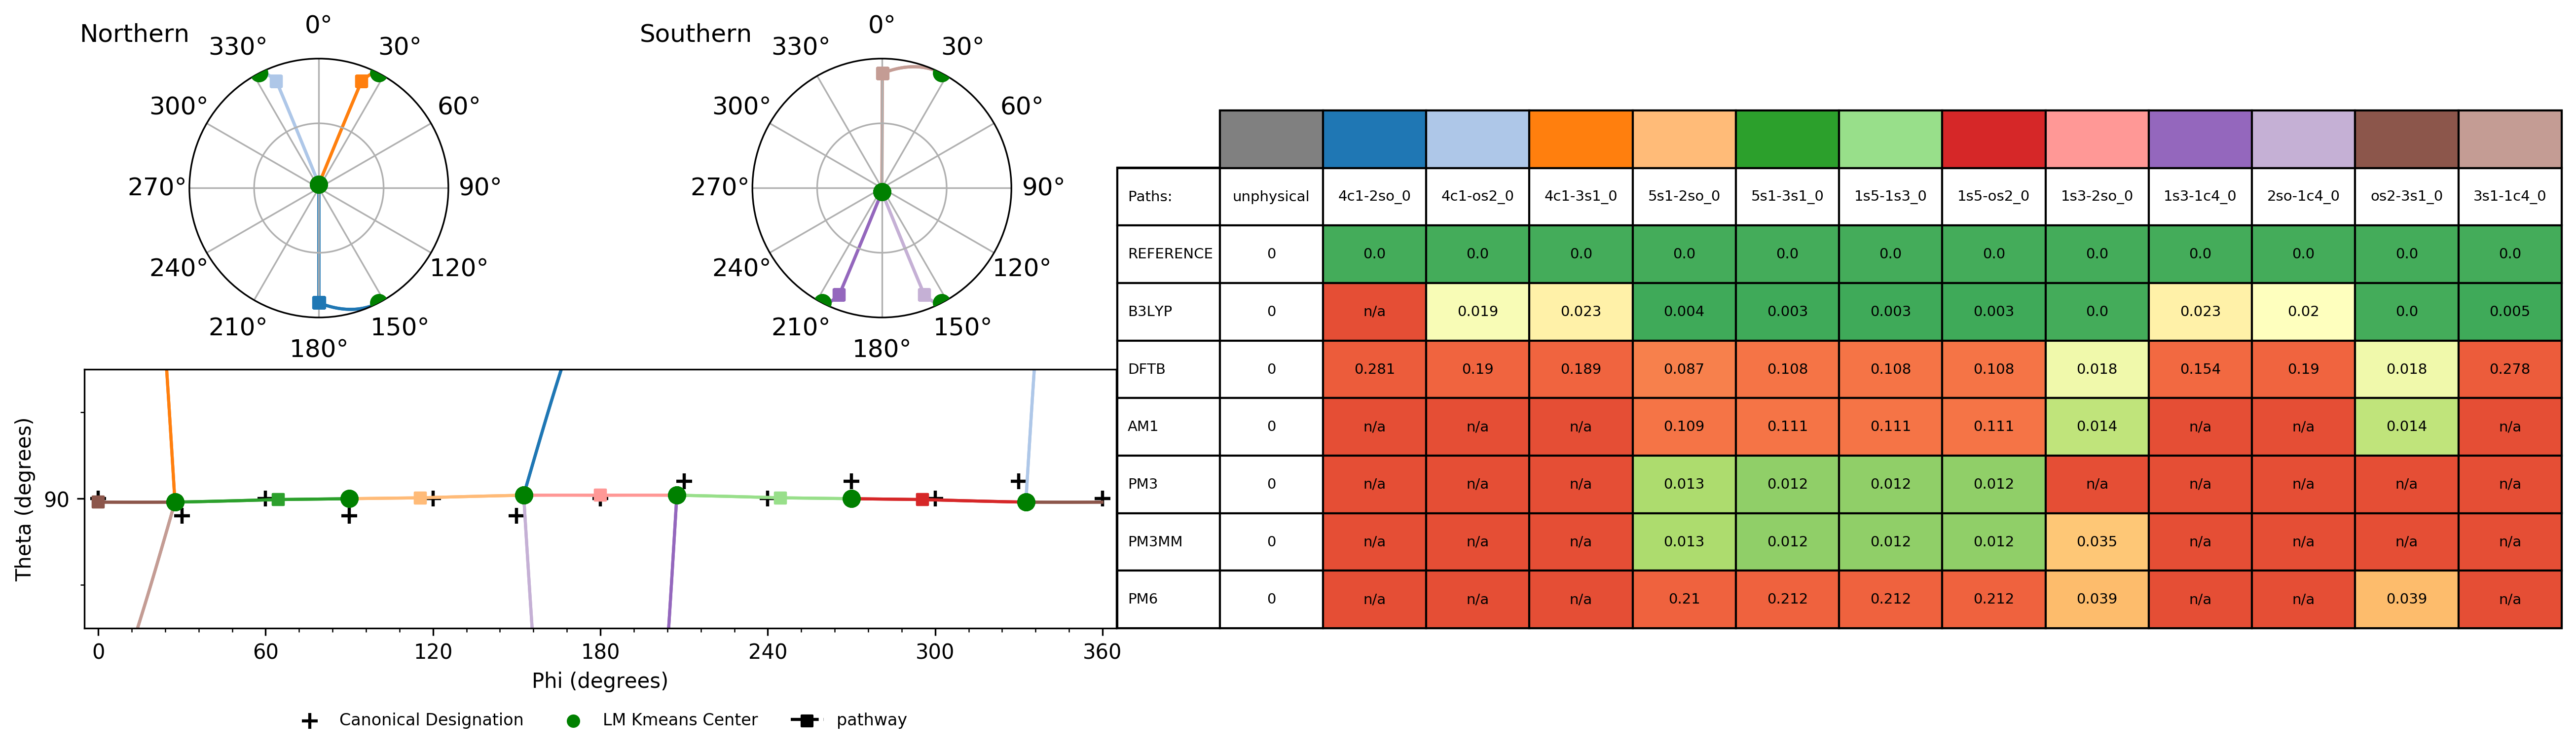 Northern
0°
30°
60°
90°
120°
150°
180°
210°
240°
270°
300°
330°
Southern
0°
30°
60°
90°
120°
150°
180°
210°
240°
270°
300°
330°
Theta (degrees)
90
0 60 120 180 240 300 360
Phi (degrees)
Canonical Designation LM Kmeans Center pathway
Paths: unphysical 4c1-2so_0 4c1-os2_0 4c1-3s1_0 5s1-2so_0 5s1-3s1_0 1s5-1s3_0 1s5-os2_0 1s3-2so_0 1s3-1c4_0 2so-1c4_0 os2-3s1_0 3s1-1c4_0
REFERENCE 0 0.0 0.0 0.0 0.0 0.0 0.0 0.0 0.0 0.0 0.0 0.0 0.0
B3LYP 0 n/a 0.019 0.023 0.004 0.003 0.003 0.003 0.0 0.023 0.02 0.0 0.005
DFTB 0 0.281 0.19 0.189 0.087 0.108 0.108 0.108 0.018 0.154 0.19 0.018 0.278
AM1 0 n/a n/a n/a 0.109 0.111 0.111 0.111 0.014 n/a n/a 0.014 n/a
PM3 0 n/a n/a n/a 0.013 0.012 0.012 0.012 n/a n/a n/a n/a n/a
PM3MM 0 n/a n/a n/a 0.013 0.012 0.012 0.012 0.035 n/a n/a n/a n/a
PM6 0 n/a n/a n/a 0.21 0.212 0.212 0.212 0.039 n/a n/a 0.039 n/a